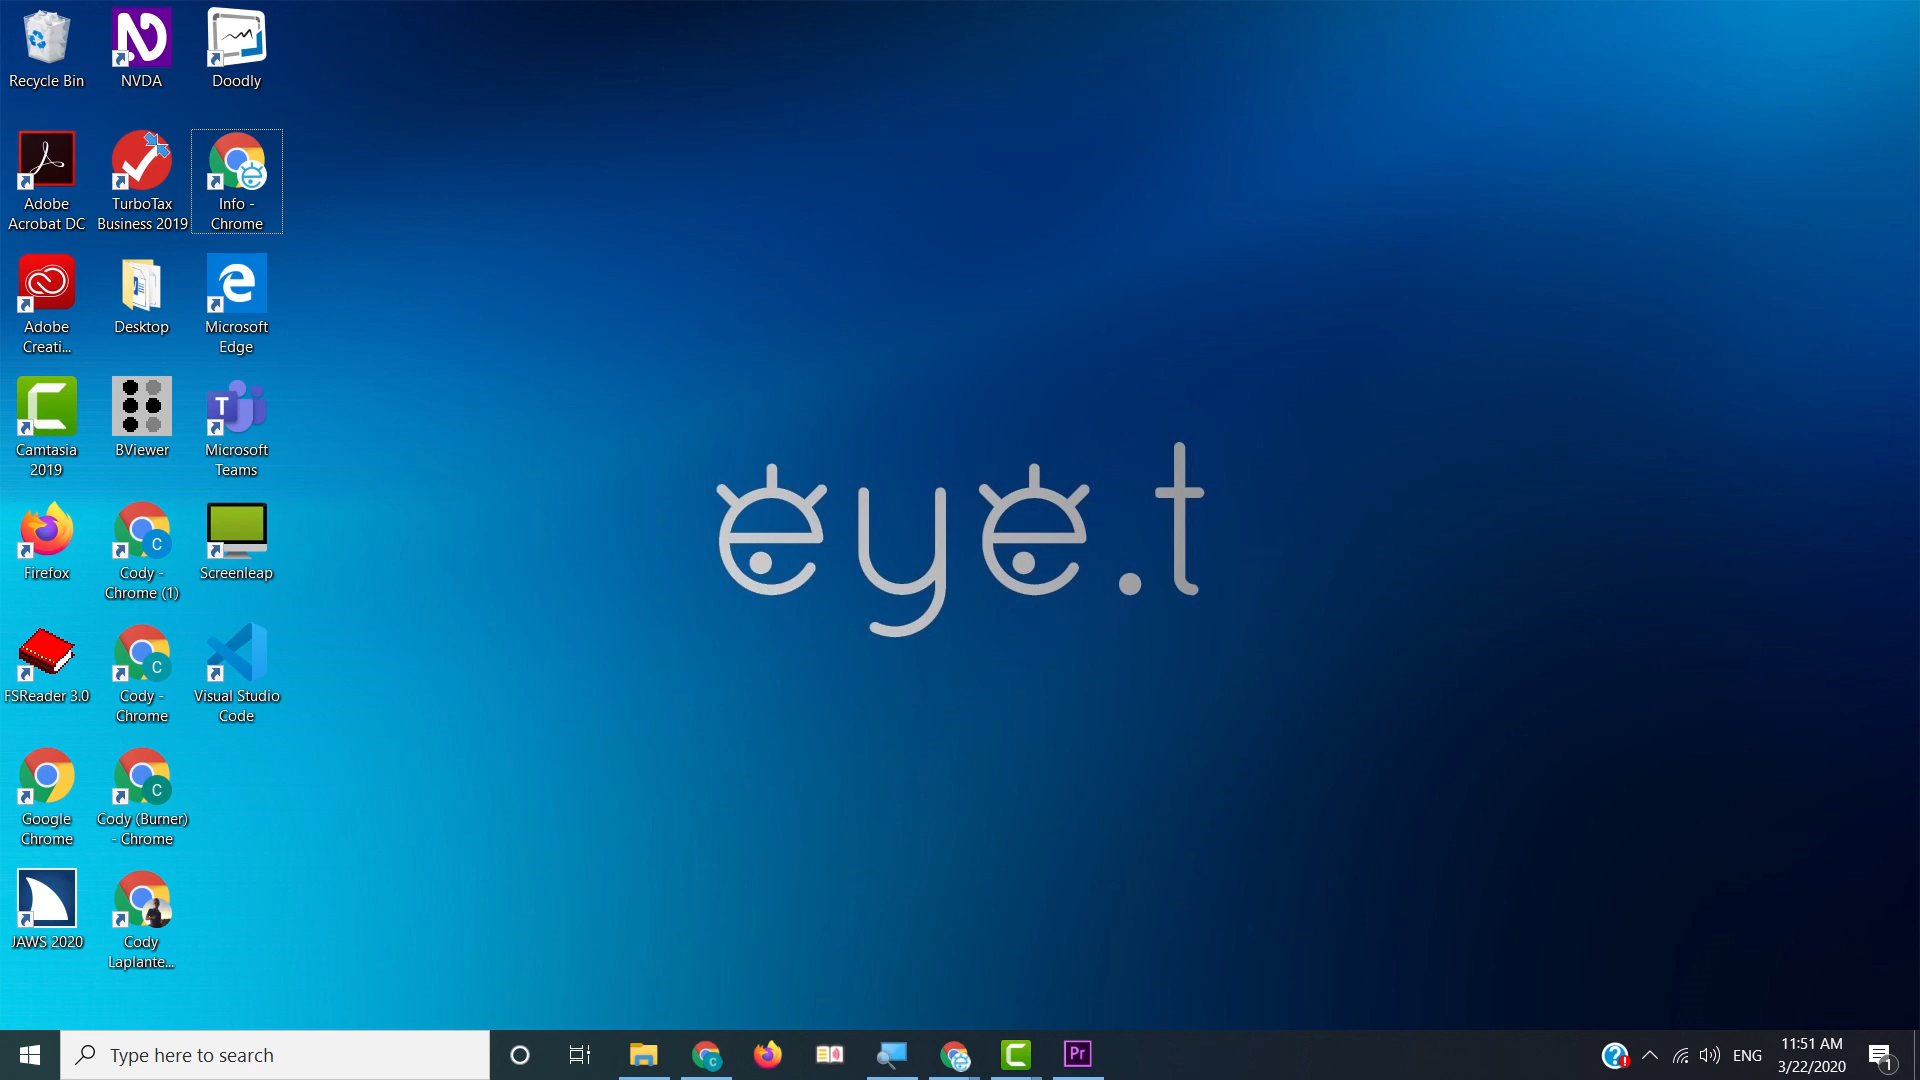 Recycle Bin
NVDA
Doodly
Adobe
Acrobat DC
TurboTax
Business 2019
Info -
Chrome
Adobe
Creati...
Desktop
Microsoft
Edge
Camtasia
2019
BViewer
T
Microsoft
Teams
Firefox
C
Cody -
Chrome (1)
Screenleap
FSReader 3.0
C
Cody -
Chrome
Visual Studio
Code
Google
Chrome
C
Cody (Burner)
- Chrome
JAWS 2020
Cody
Laplante...
eye.t
Type here to search
C
Pr
ENG
11:51 AM
3/22/2020
1